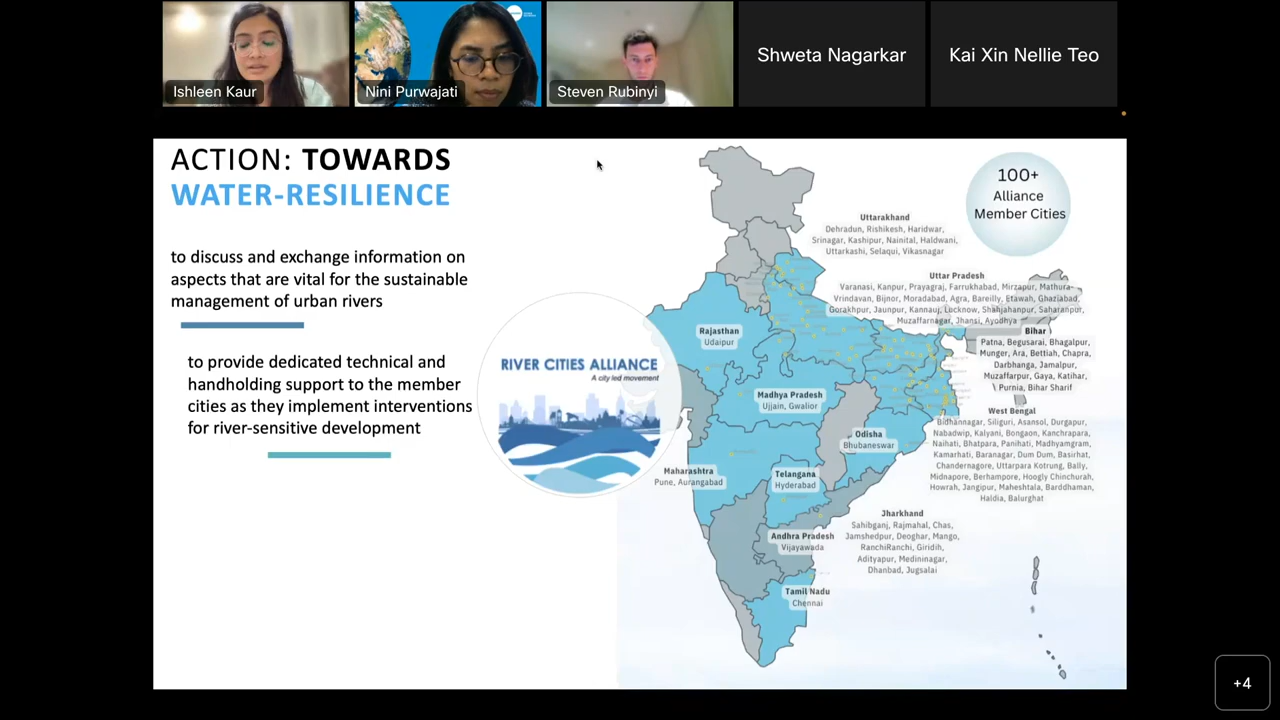 Ishleen Kaur
Nini Purwajati
Steven Rubinyi
Shweta Nagarkar
Kai Xin Nellie Teo
ACTION: TOWARDS
WATER-RESILIENCE
to discuss and exchange information on
aspects that are vital for the sustainable
management of urban rivers
to provide dedicated technical and
handholding support to the member
cities as they implement interventions
for river-sensitive development
RIVER CITIES ALLIANCE
A city led movement
100+
Alliance
Member Cities
Uttarakhand
Dehradun, Rishikesh, Haridwar,
Srinagar, Kashipur, Nainital, Haldwani,
Uttarkashi, Selaqui, Vikasnagar
Uttar Pradesh
Varanasi, Kanpur, Prayagraj, Farrukhabad, Mirzapur, Mathura-
Vrindavan, Bijnor, Moradabad, Agra, Bareilly, Etawah, Ghaziabad,
Gorakhpur, Jaunpur, Kannauj, Lucknow, Shahjahanpur, Saharanpur,
Muzaffarnagar, Jhansi, Ayodhya
Bihar
Patna, Begusarai, Bhagalpur,
Munger, Ara, Bettiah, Chapra,
Darbhanga, Jamalpur,
Muzaffarpur, Gaya, Katihar,
Purnia, Bihar Sharif
Rajasthan
Udaipur
Madhya Pradesh
Ujjain, Gwalior
West Bengal
Bidhannagar, Siliguri, Asansol, Durgapur,
Nabadwip, Kalyani, Bongaon, Kanchrapara,
Naihati, Bhatpara, Panihati, Madhyamgram,
Kamarhati, Baranagar, Dum Dum, Basirhat,
Chandernagore, Uttarpara Kotrung, Bally,
Midnapore, Berhampore, Hoogly Chinchurah,
Howrah, Jangipur, Maheshtala, Barddhaman,
Haldia, Balurghat
Odisha
Bhubaneswar
Maharashtra
Pune, Aurangabad
Telangana
Hyderabad
Jharkhand
Sahibganj, Rajmahal, Chas,
Jamshedpur, Deoghar, Mango,
RanchiRanchi, Giridih,
Adityapur, Medininagar,
Dhanbad, Jugsalai
Andhra Pradesh
Vijayawada
Tamil Nadu
Chennai
+4